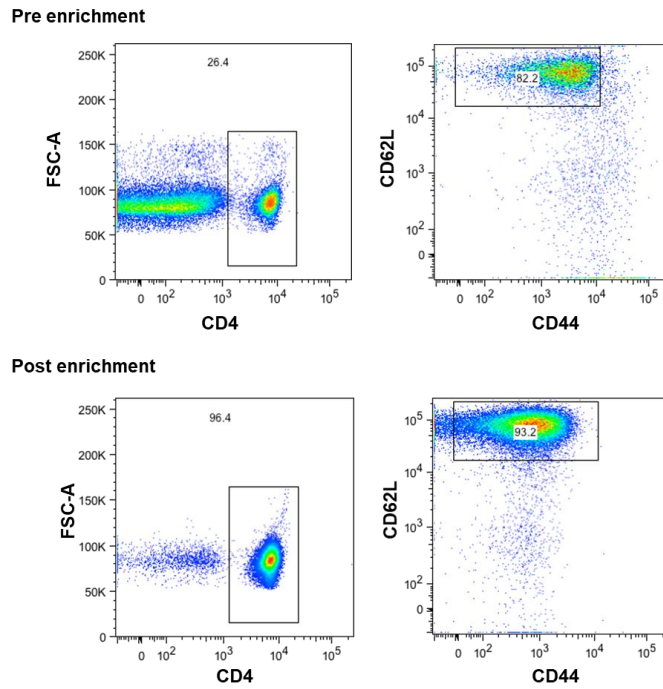 Pre enrichment
250K
200K
150K
100K
50K
0
FSC-A
26.4
0 10² 10³ 10⁴ 10⁵
CD4
10⁵
10⁴
10³
10²
0
CD62L
82.2
0 10² 10³ 10⁴ 10⁵
CD44
Post enrichment
250K
200K
150K
100K
50K
0
FSC-A
96.4
0 10² 10³ 10⁴ 10⁵
CD4
10⁵
10⁴
10³
10²
0
CD62L
93.2
0 10² 10³ 10⁴ 10⁵
CD44